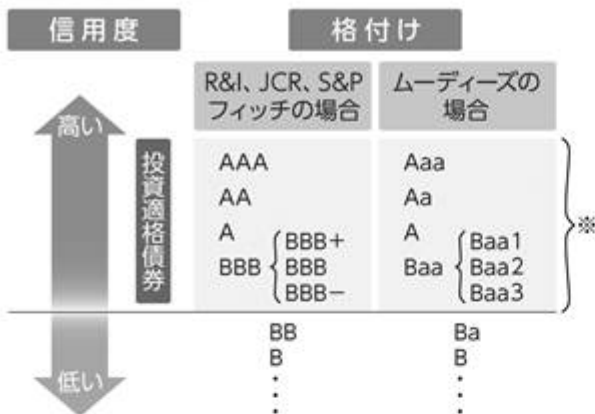 信用度
格付け
R&I、JCR、S&P
フィッチの場合
ムーディーズの
場合
高い
投資適格債券
AAA
Aaa
AA
Aa
A
A
BBB
BBB+
BBB
BBB−
Baa
Baa1
Baa2
Baa3
※
BB
Ba
B
B
低い